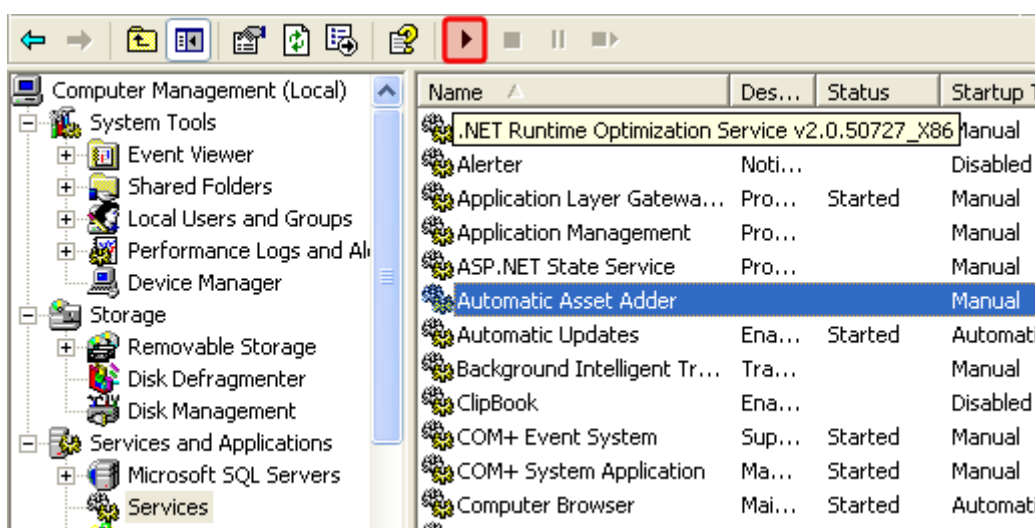 Computer Management (Local)
System Tools
Event Viewer
Shared Folders
Local Users and Groups
Performance Logs and Al
Device Manager
Storage
Removable Storage
Disk Defragmenter
Disk Management
Services and Applications
Microsoft SQL Servers
Services
Name Des... Status Startup T
.NET Runtime Optimization Service v2.0.50727_X86 Manual
Alerter Noti... Disabled
Application Layer Gatewa... Pro... Started Manual
Application Management Pro... Manual
ASP.NET State Service Pro... Manual
Automatic Asset Adder Manual
Automatic Updates Ena... Started Automati
Background Intelligent Tr... Tra... Manual
ClipBook Ena... Disabled
COM+ Event System Sup... Started Manual
COM+ System Application Ma... Started Manual
Computer Browser Mai... Started Automati